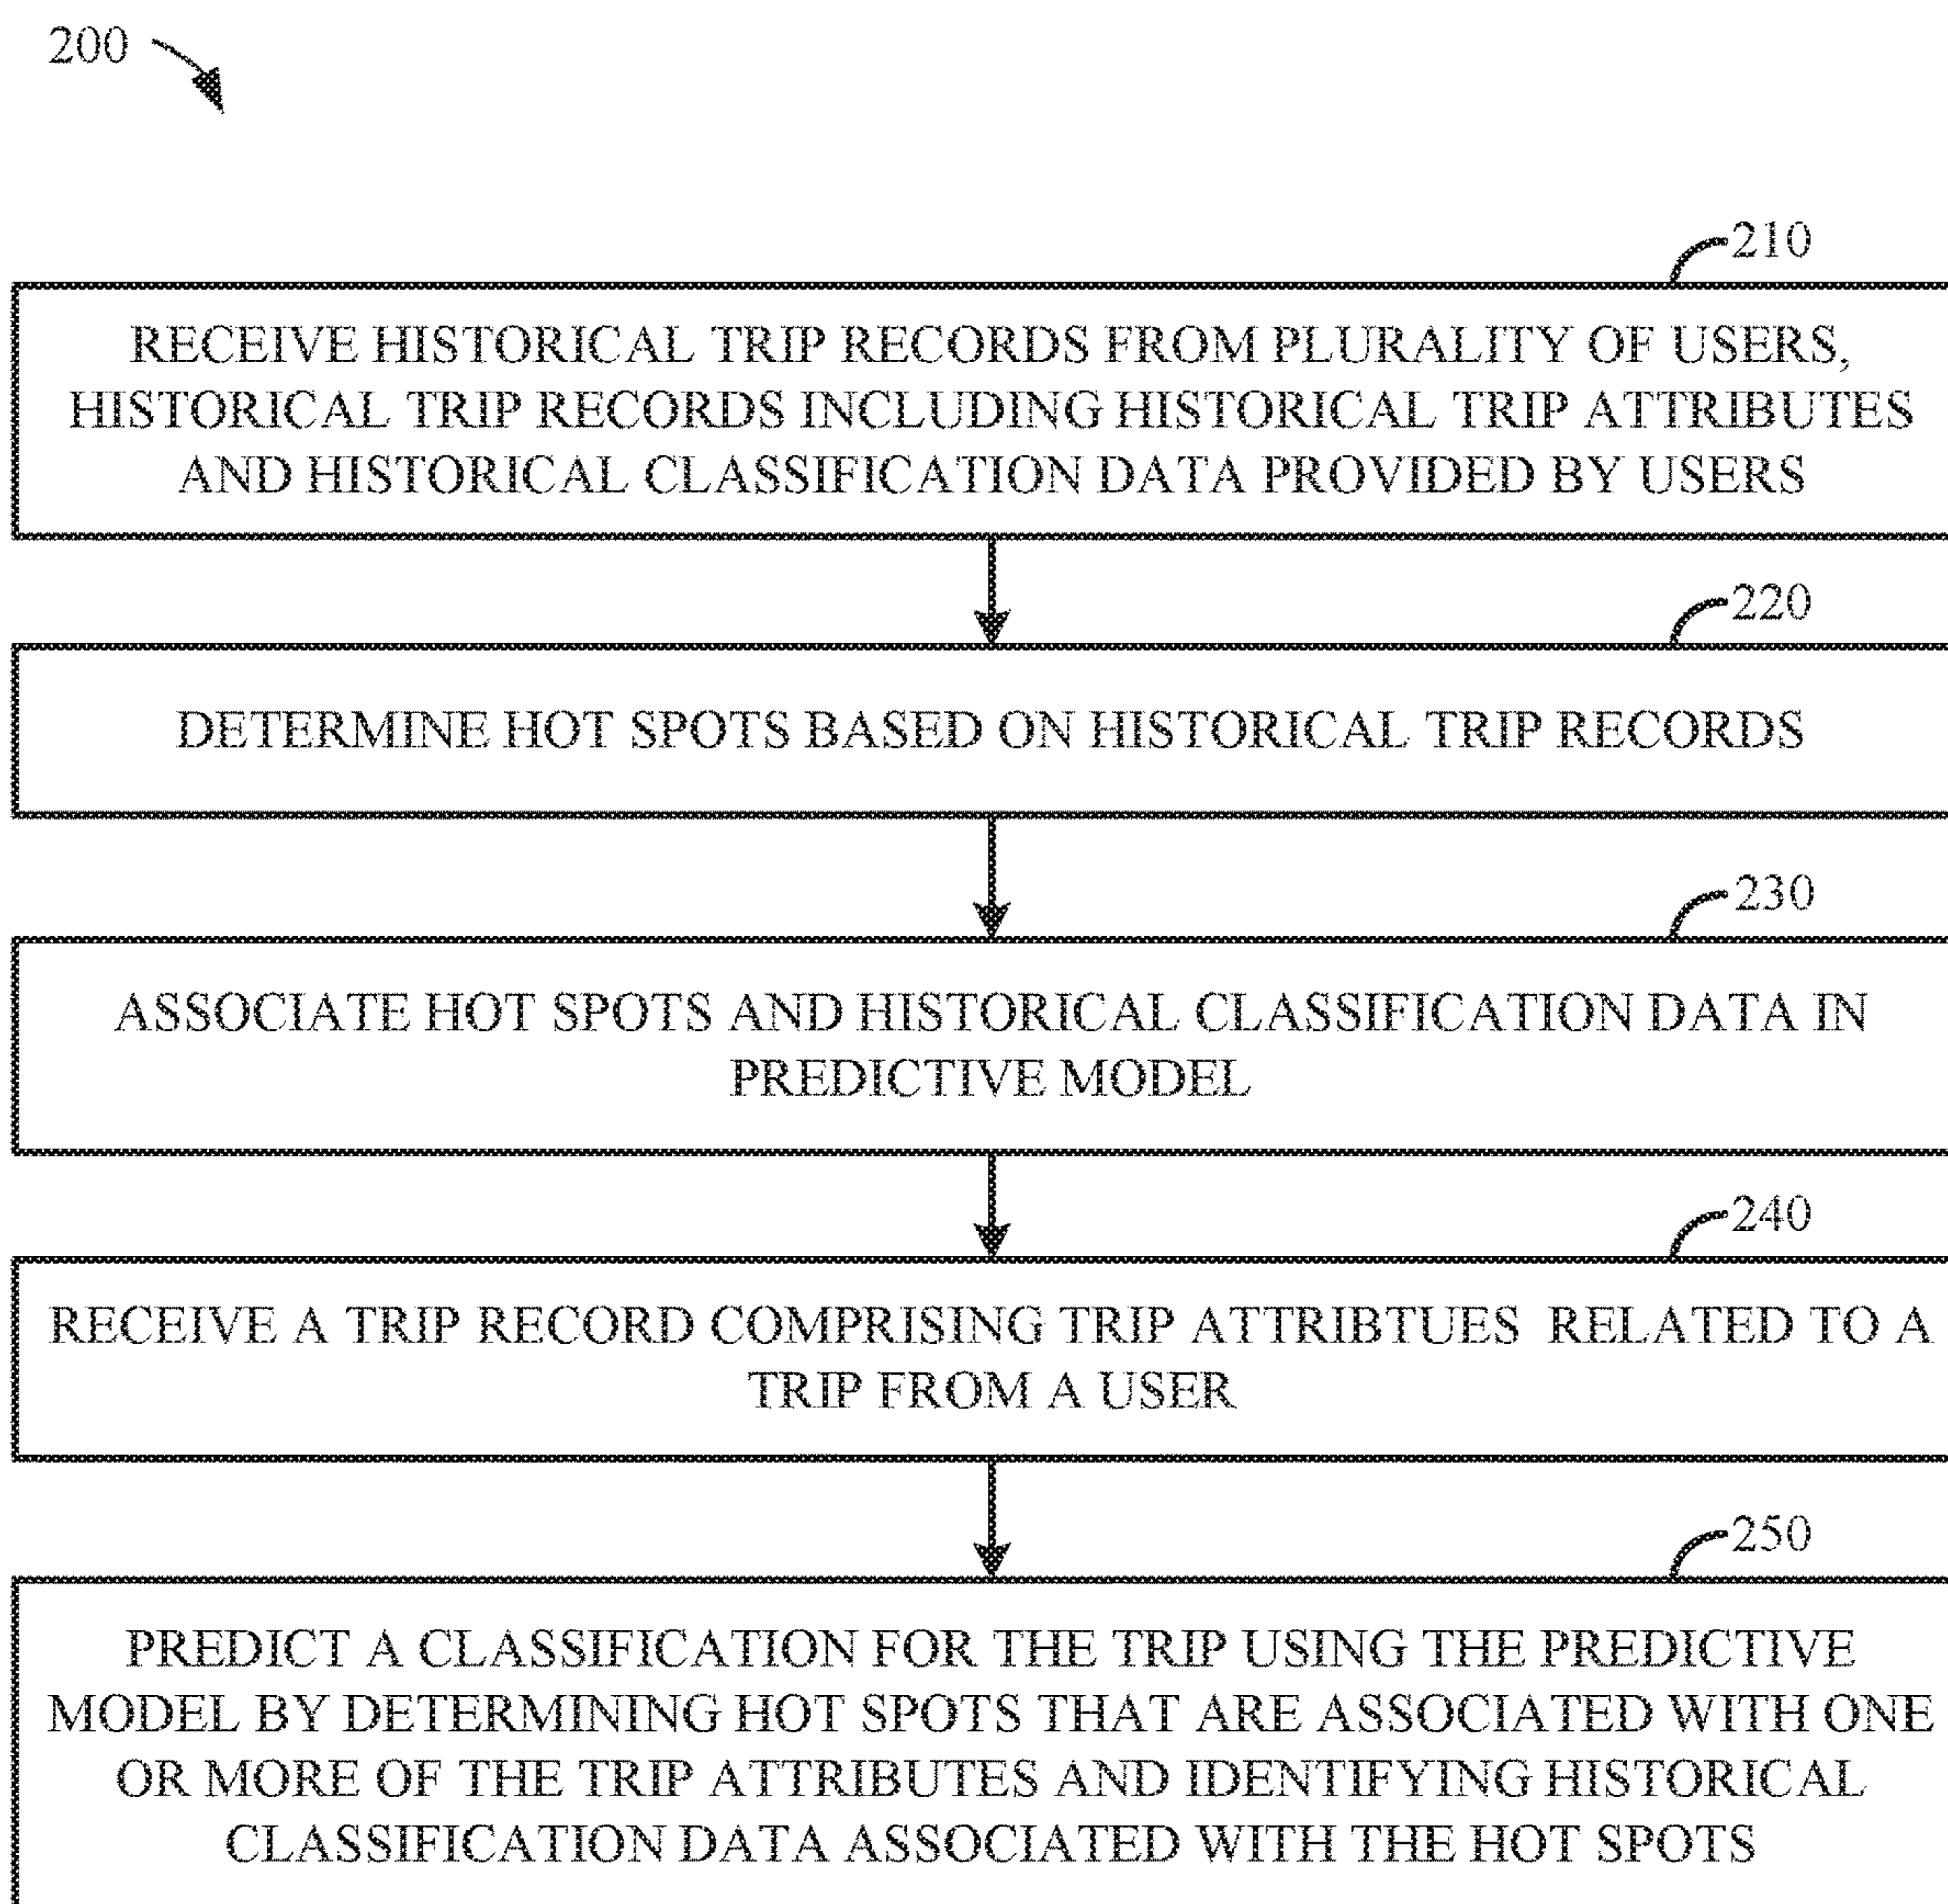 200
210
RECEIVE HISTORICAL TRIP RECORDS FROM PLURALITY OF USERS,
HISTORICAL TRIP RECORDS INCLUDING HISTORICAL TRIP ATTRIBUTES
AND HISTORICAL CLASSIFICATION DATA PROVIDED BY USERS
220
DETERMINE HOT SPOTS BASED ON HISTORICAL TRIP RECORDS
230
ASSOCIATE HOT SPOTS AND HISTORICAL CLASSIFICATION DATA IN
PREDICTIVE MODEL
240
RECEIVE A TRIP RECORD COMPRISING TRIP ATTRIBTUES RELATED TO A
TRIP FROM A USER
250
PREDICT A CLASSIFICATION FOR THE TRIP USING THE PREDICTIVE
MODEL BY DETERMINING HOT SPOTS THAT ARE ASSOCIATED WITH ONE
OR MORE OF THE TRIP ATTRIBUTES AND IDENTIFYING HISTORICAL
CLASSIFICATION DATA ASSOCIATED WITH THE HOT SPOTS